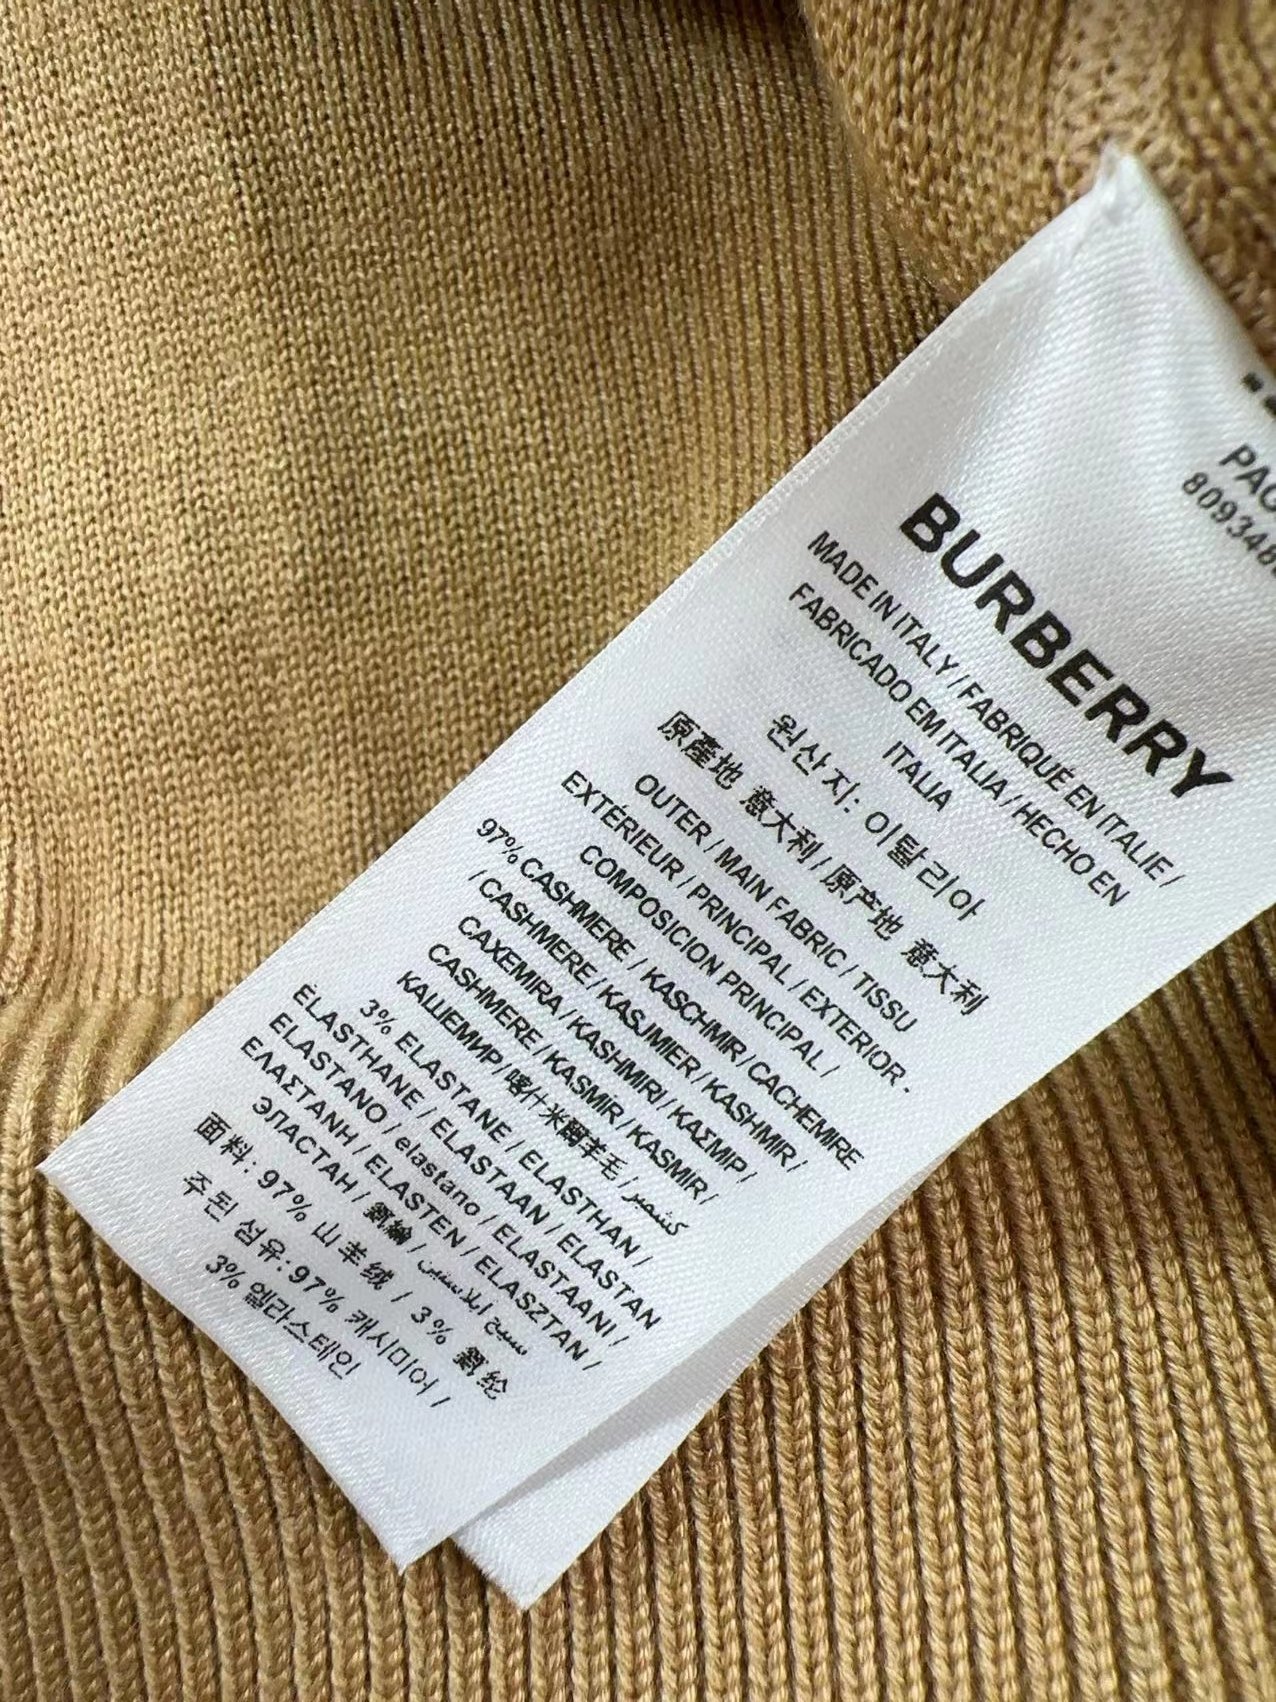 BURBERRY
MADE IN ITALY / FABRIQUÉ EN ITALIE /
FABRICADO EM ITALIA / HECHO EN
ITALIA
원산지: 이탈리아
原產地 意大利 / 原产地 意大利
OUTER / MAIN FABRIC / TISSU
EXTÉRIEUR / PRINCIPAL / EXTERIOR -
COMPOSICION PRINCIPAL /
97% CASHMERE / KASCHMIR / CACHEMIRE
/ CASHMERE / KASJMIER / KASHMIR /
CAXEMIRA / KASHMIRI / ΚΑΣΜΙΡ /
CASHMERE / KASMIR / KASMIR /
КАШЕМИР / 喀什米爾羊毛 / كشمير
3% ELASTANE / ELASTHAN /
ÉLASTHANE / ELASTAAN / ELASTAN
ELASTANO / elastano / ELASTAANI /
ΕΛΑΣΤΑΝΗ / ELASTEN / ELASZTAN /
ЭЛАСТАН / 氨綸 / نسيج ايلاستين
面料: 97% 山羊绒 / 3% 氨纶
주된 섬유: 97% 캐시미어 /
3% 엘라스테인